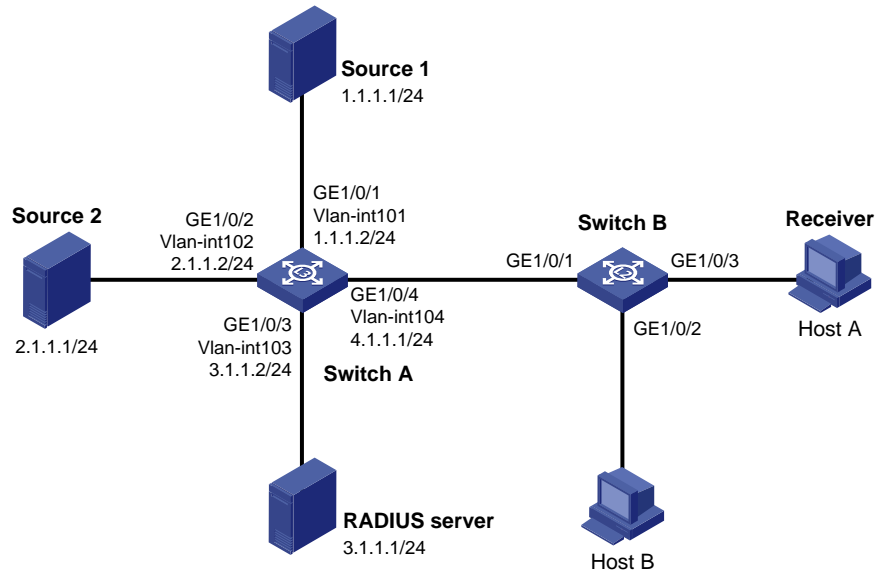 Source 1
1.1.1.1/24
GE1/0/1
Vlan-int101
1.1.1.2/24
Source 2
2.1.1.1/24
GE1/0/2
Vlan-int102
2.1.1.2/24
GE1/0/3
Vlan-int103
3.1.1.2/24
GE1/0/4
Vlan-int104
4.1.1.1/24
Switch A
Switch B
GE1/0/1
GE1/0/3
GE1/0/2
Receiver
Host A
RADIUS server
3.1.1.1/24
Host B